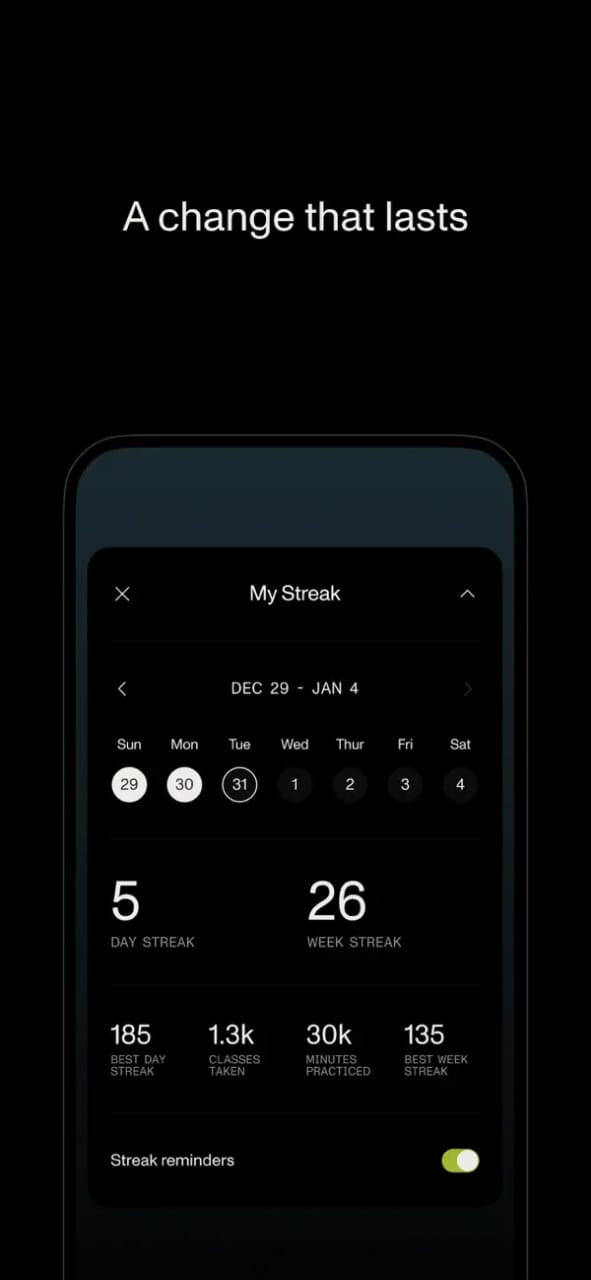 A change that lasts
My Streak
DEC 29 - JAN 4
Sun Mon Tue Wed Thur Fri Sat
29 30 31 1 2 3 4
5 26
DAY STREAK WEEK STREAK
185 1.3k 30k 135
BEST DAY CLASSES MINUTES BEST WEEK
STREAK TAKEN PRACTICED STREAK
Streak reminders